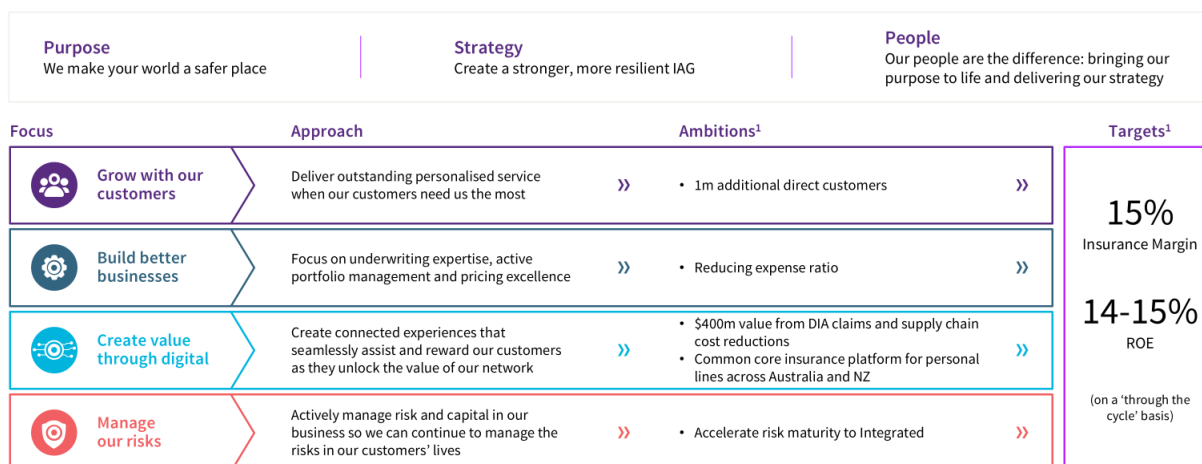 Purpose
We make your world a safer place
Strategy
Create a stronger, more resilient IAG
People
Our people are the difference: bringing our
purpose to life and delivering our strategy
Focus
Approach
Ambitions¹
Targets¹
Grow with our
customers
Deliver outstanding personalised service
when our customers need us the most
»
• 1m additional direct customers
»
Build better
businesses
Focus on underwriting expertise, active
portfolio management and pricing excellence
»
• Reducing expense ratio
»
Create value
through digital
Create connected experiences that
seamlessly assist and reward our customers
as they unlock the value of our network
»
• $400m value from DIA claims and supply chain
cost reductions
• Common core insurance platform for personal
lines across Australia and NZ
»
Manage
our risks
Actively manage risk and capital in our
business so we can continue to manage the
risks in our customers’ lives
»
• Accelerate risk maturity to Integrated
»
15%
Insurance Margin
14-15%
ROE
(on a ‘through the
cycle’ basis)